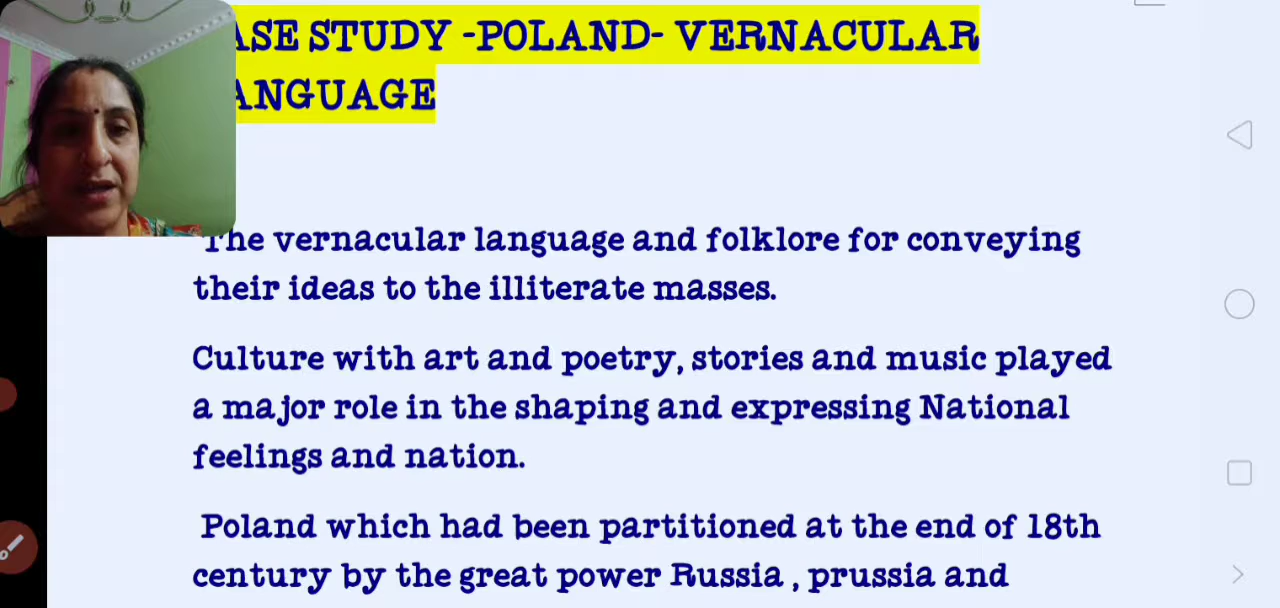 ASE STUDY -POLAND- VERNACULAR
ANGUAGE
The vernacular language and folklore for conveying
their ideas to the illiterate masses.
Culture with art and poetry, stories and music played
a major role in the shaping and expressing National
feelings and nation.
Poland which had been partitioned at the end of 18th
century by the great power Russia , prussia and